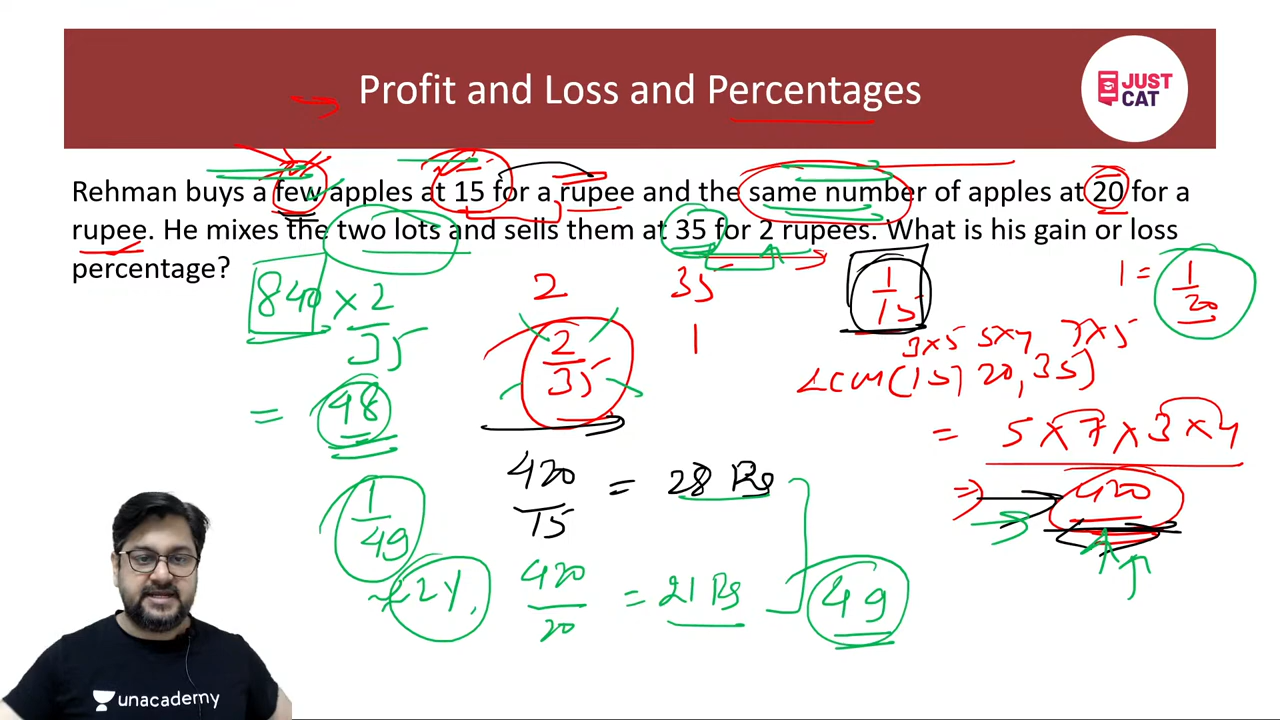 Profit and Loss and Percentages
JUST
CAT
Rehman buys a few apples at 15 for a rupee and the same number of apples at 20 for a
rupee. He mixes the two lots and sells them at 35 for 2 rupees. What is his gain or loss
percentage?
840 × 2/35
= 48
1/49
2%
2 35
2/35 1
420/15 = 28 Rs
420/20 = 21 Rs
49
1/15
1 = 1/20
3×5 5×4 7×5
LCM(15, 20, 35)
= 5×7×3×4
⇒ 420
unacademy